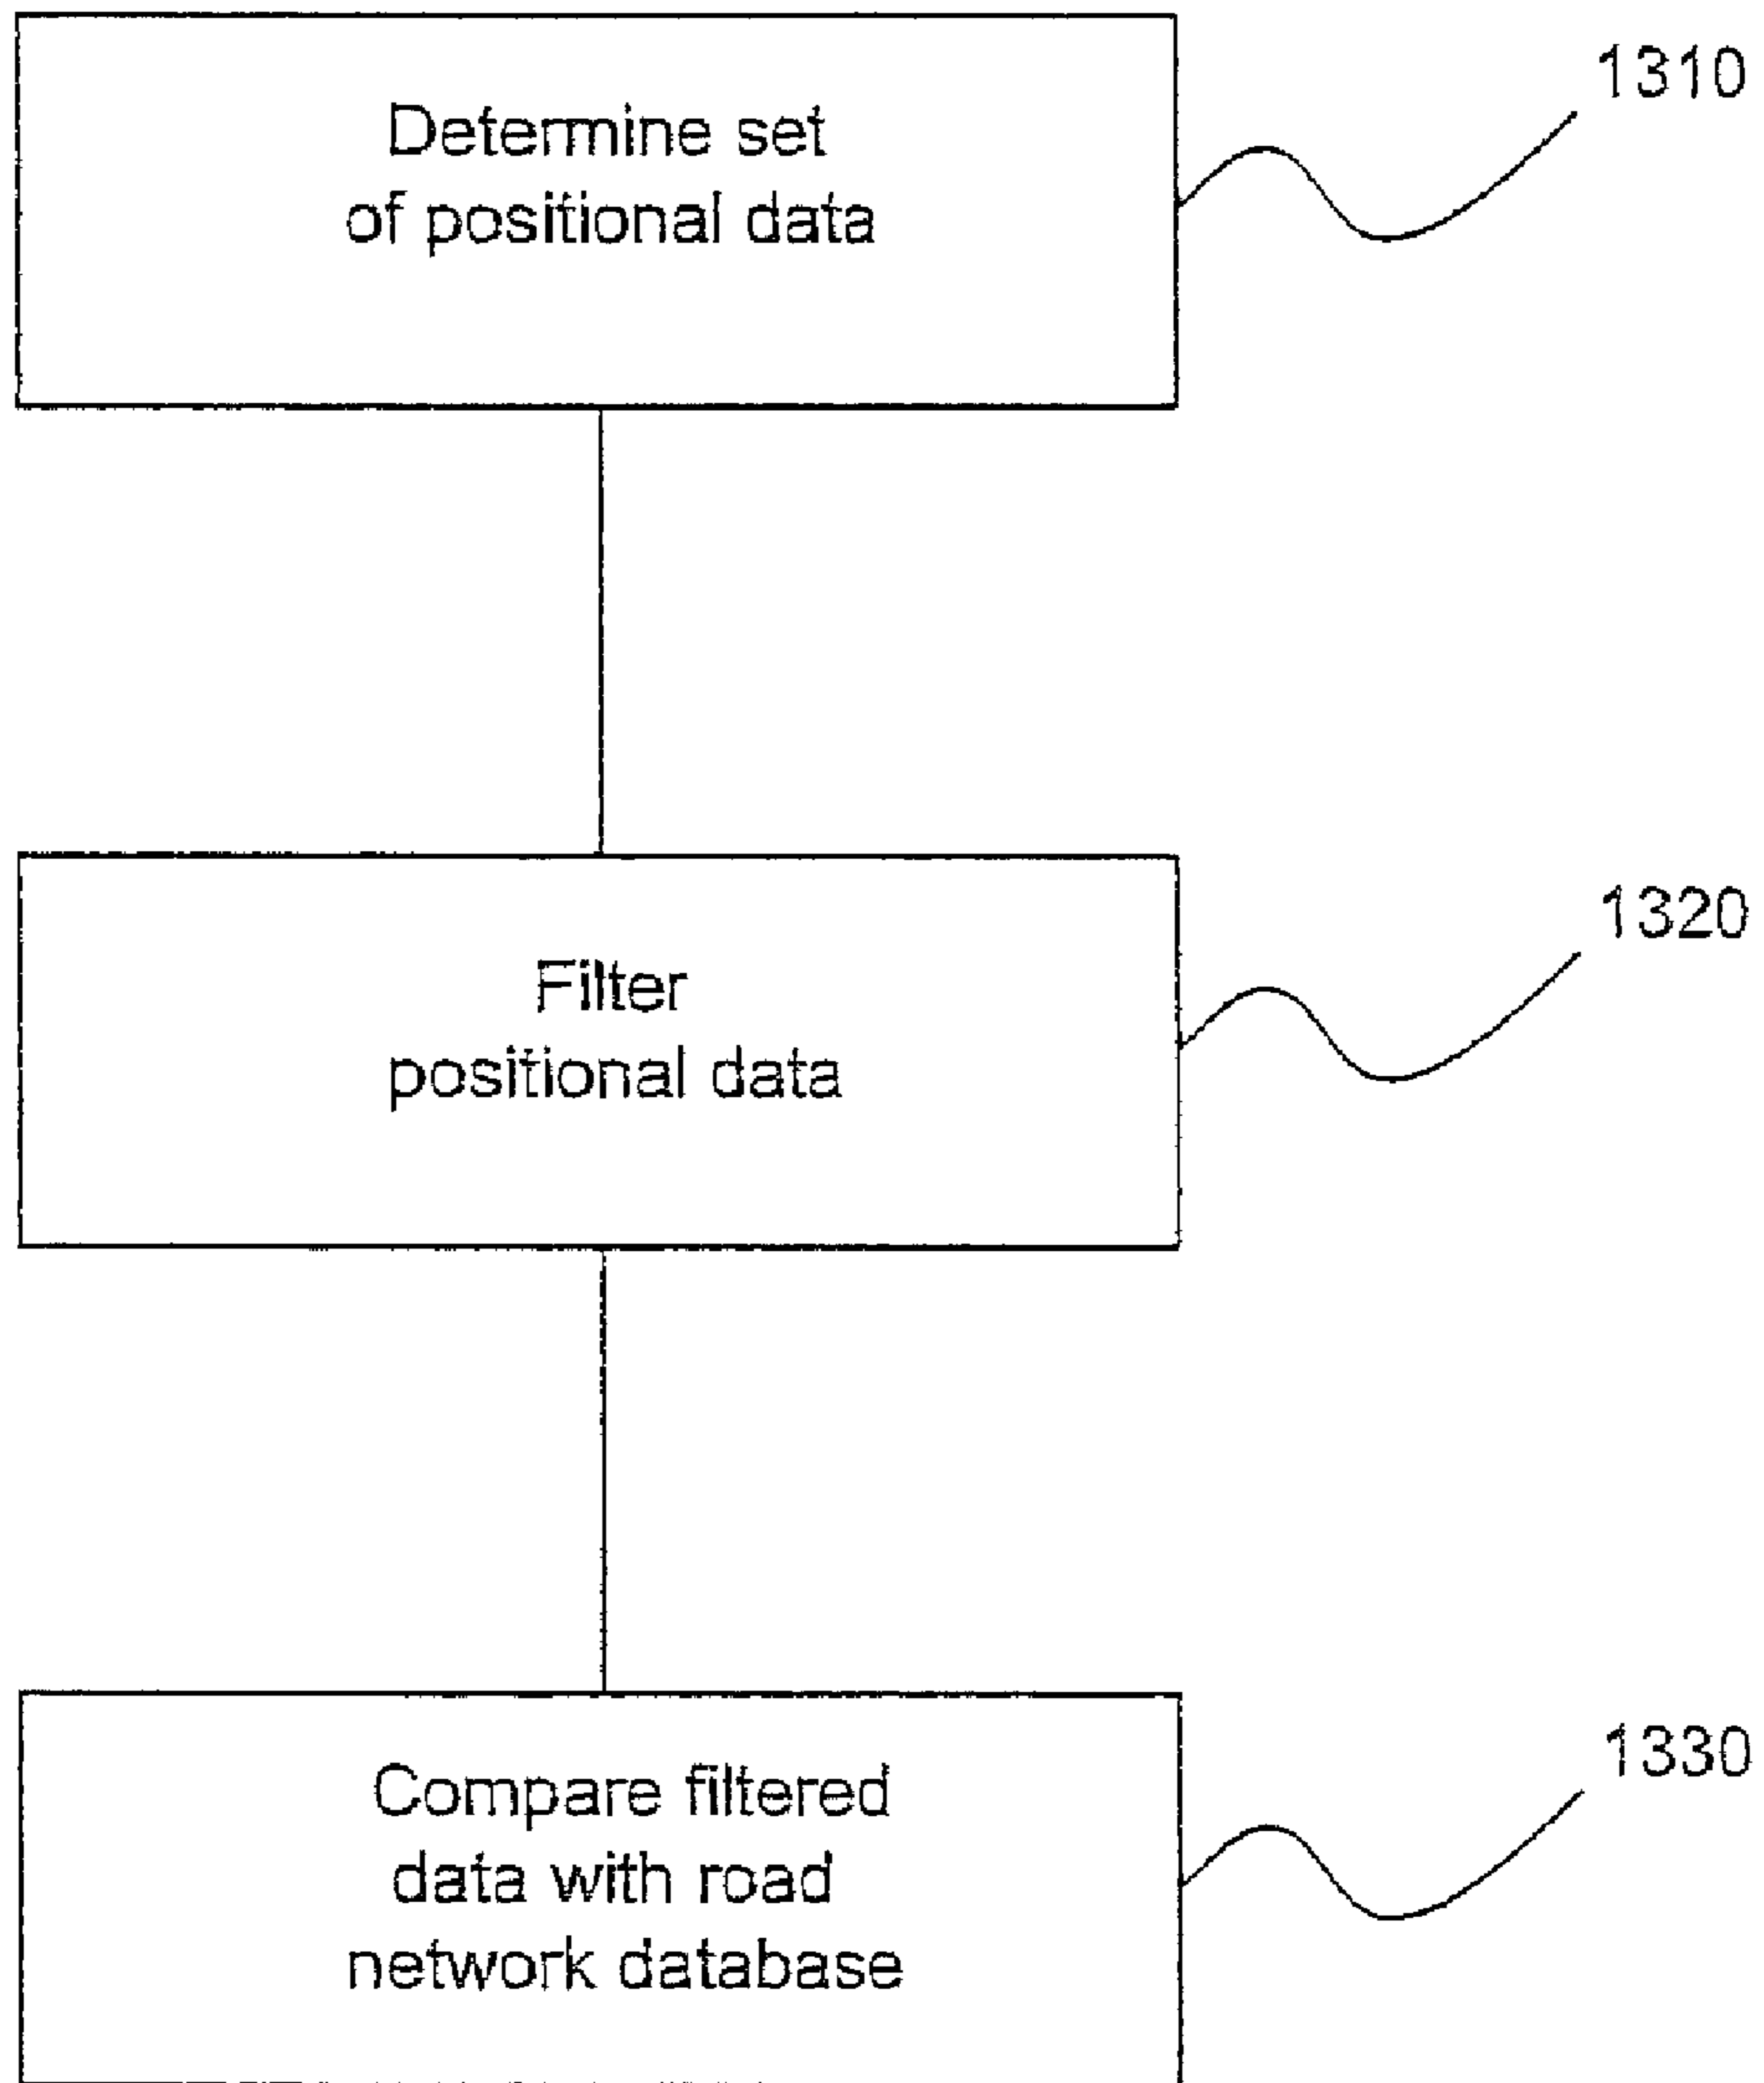 Determine set
of positional data
1310
Filter
positional data
1320
Compare filtered
data with road
network database
1330